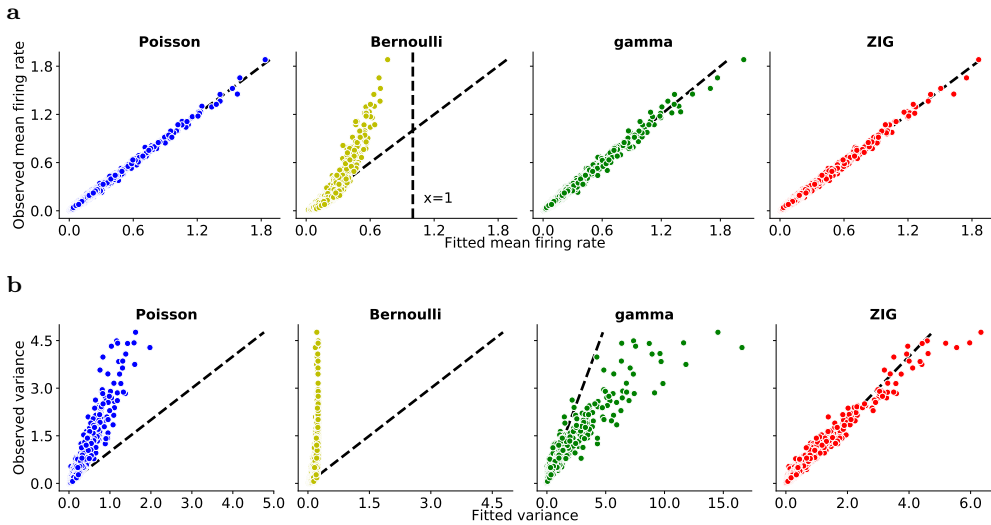 a
Poisson Bernoulli gamma ZIG
Observed mean firing rate
1.8
1.2
0.6
0.0
x=1
0.0 0.6 1.2 1.8 0.0 0.6 1.2 1.8 0.0 0.6 1.2 1.8 0.0 0.6 1.2 1.8
Fitted mean firing rate
b
Poisson Bernoulli gamma ZIG
Observed variance
4.5
3.0
1.5
0.0
0.0 1.0 2.0 3.0 4.0 5.0 0.0 1.5 3.0 4.5 0.0 5.0 10.0 15.0 0.0 2.0 4.0 6.0
Fitted variance